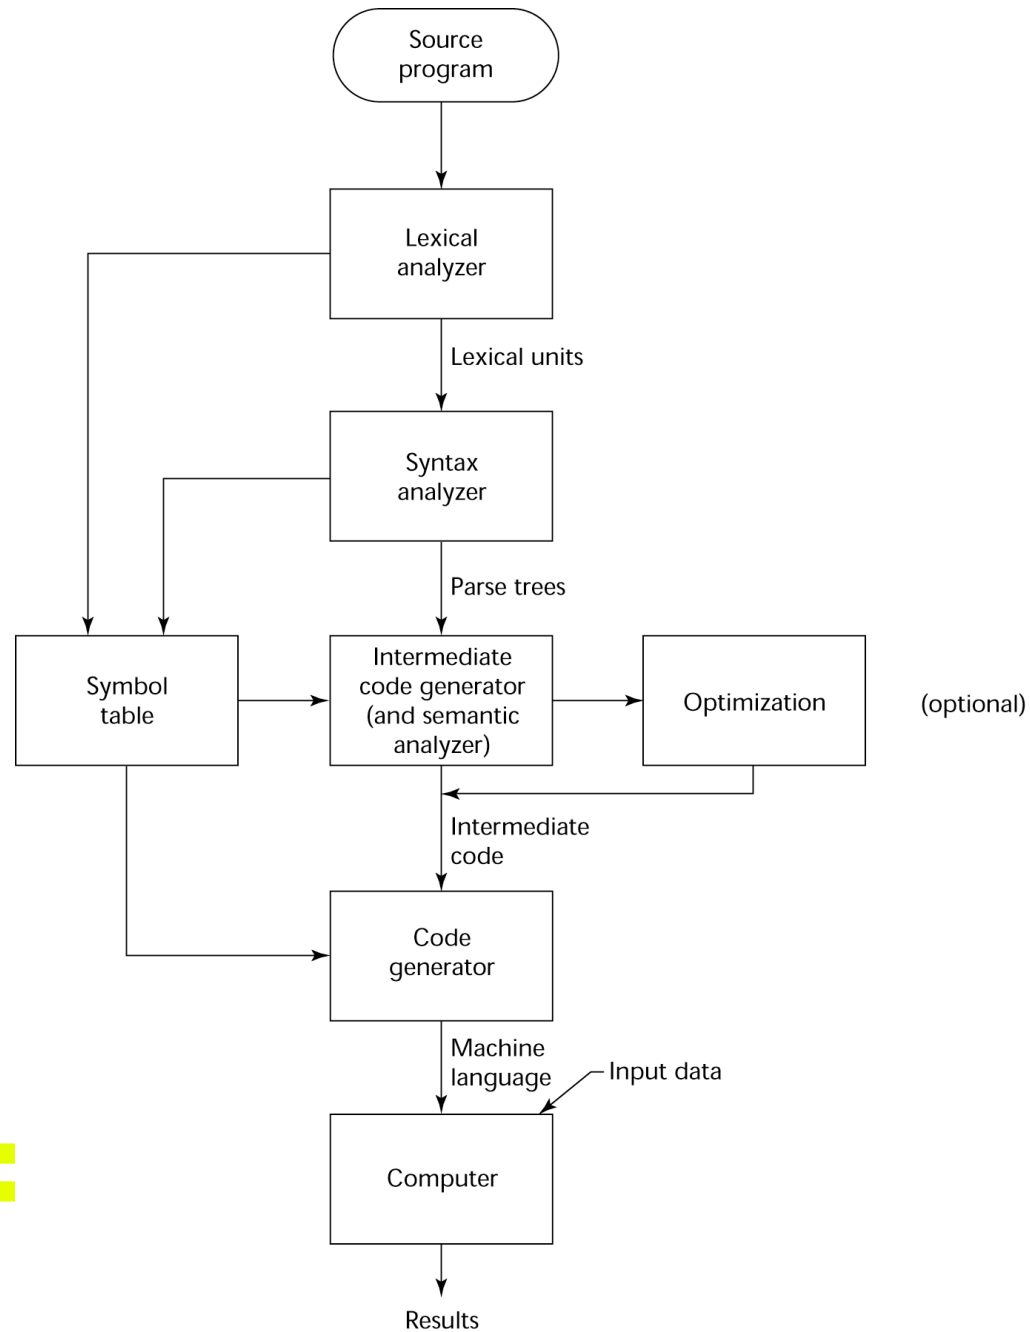 Source
program
Lexical
analyzer
Lexical units
Syntax
analyzer
Parse trees
Symbol
table
Intermediate
code generator
(and semantic
analyzer)
Optimization
(optional)
Intermediate
code
Code
generator
Machine
language
Input data
Computer
Results